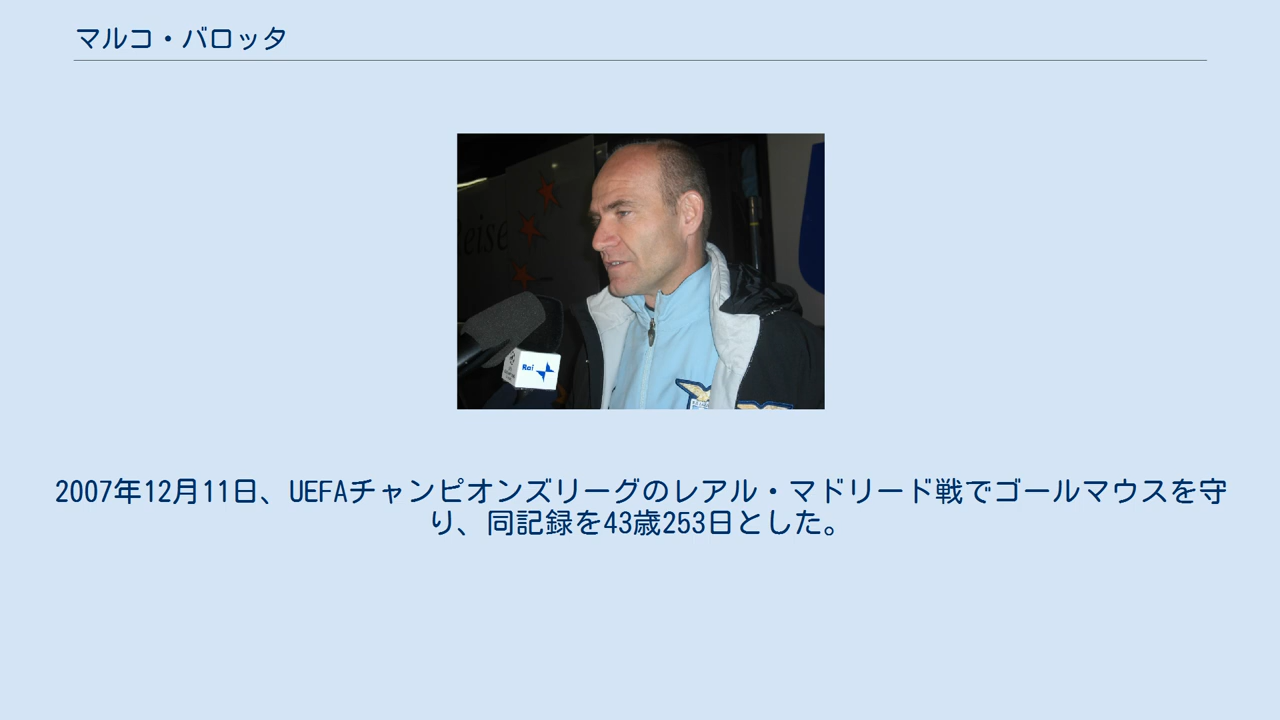 マルコ・バロッタ
eise
Rai
2007年12月11日、UEFAチャンピオンズリーグのレアル・マドリード戦でゴールマウスを守
り、同記録を43歳253日とした。